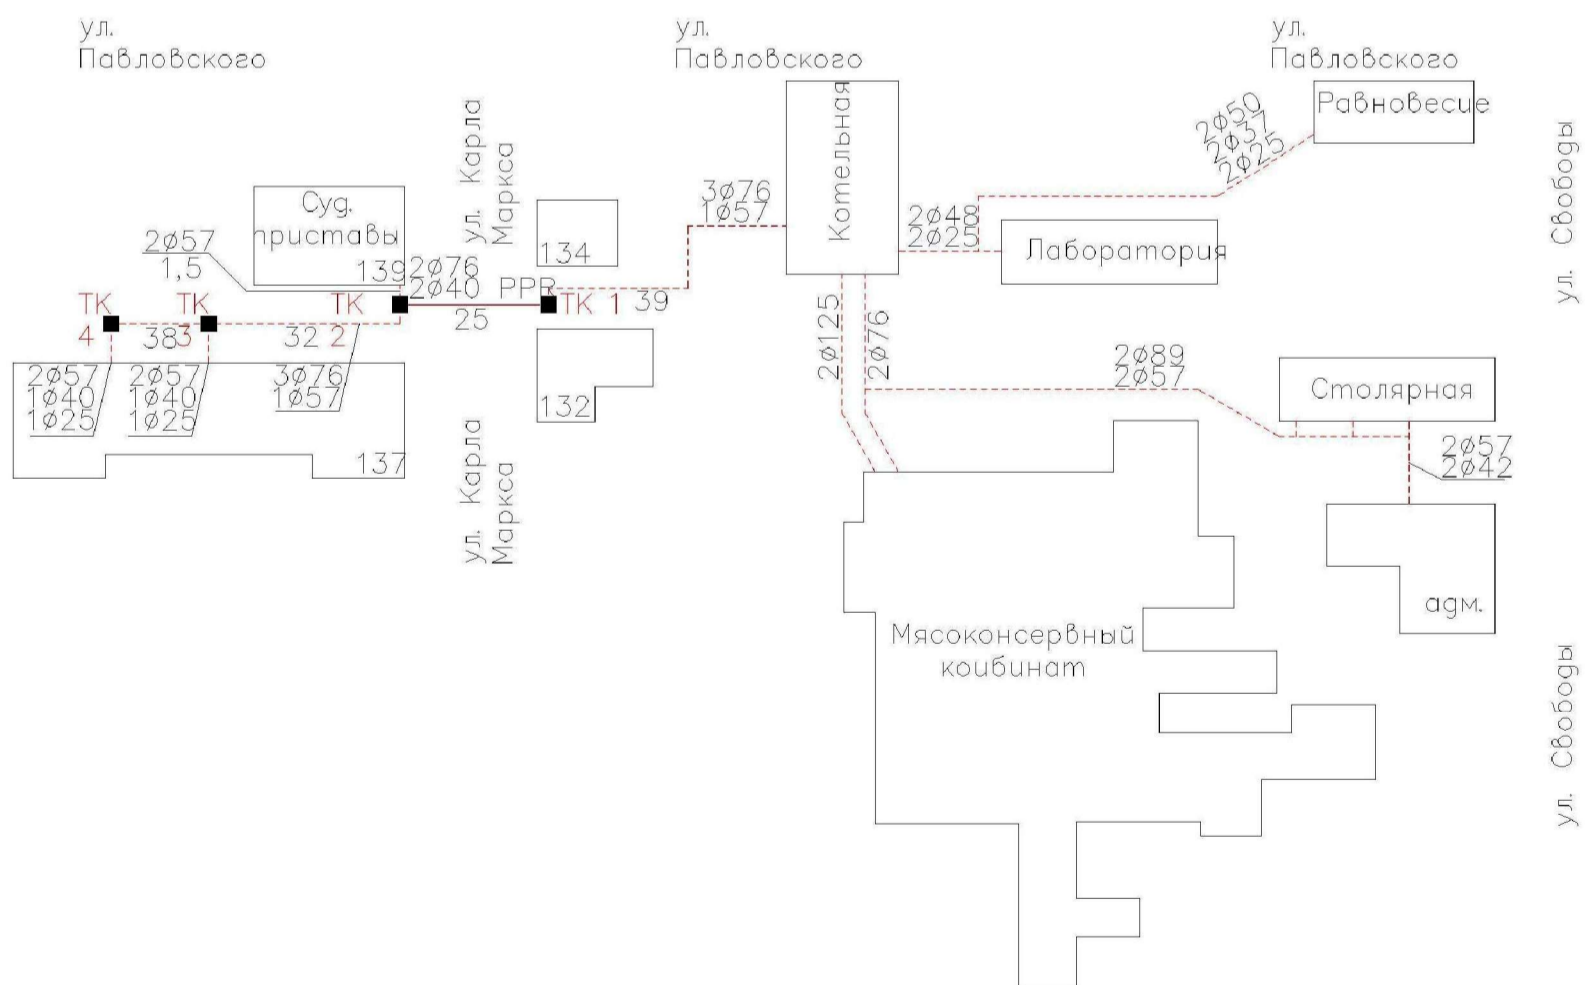 ул.
Павловского
ул.
Павловского
ул.
Павловского
Котельная
Равновесие
2ø50
2ø37
2ø25
ул. Свободы
ул. Карла
Маркса
Суд.
приставы
139
134
3ø76
1ø57
2ø48
2ø25
Лаборатория
2ø57
1,5
2ø76
2ø40 PPR
25
ТК 1
39
ТК
4
ТК
3
ТК
2
38
32
2ø57
1ø40
1ø25
2ø57
1ø40
1ø25
3ø76
1ø57
137
132
2ø125
2ø76
2ø89
2ø57
Столярная
2ø57
2ø42
ул. Карла
Маркса
адм.
Мясоконсервный
коибинат
ул. Свободы